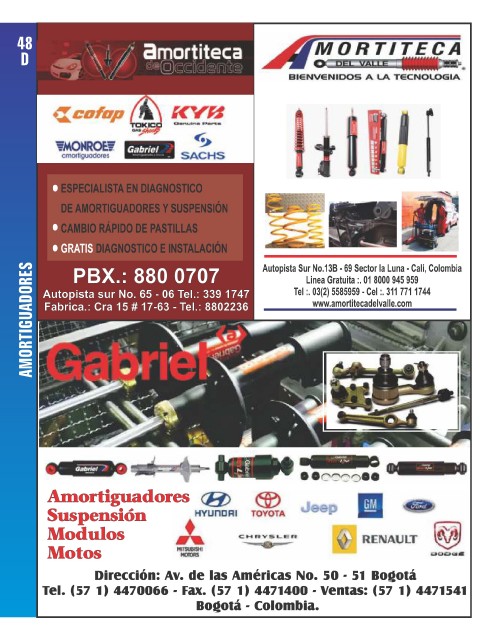 48
D
AMORTIGUADORES
amortiteca
de Occidente
cofap
TOKICO
GAS
KYB
Genuine Parts
MONROE
amortiguadores
Gabriel
SACHS
ESPECIALISTA EN DIAGNOSTICO
DE AMORTIGUADORES Y SUSPENSIÓN
CAMBIO RÁPIDO DE PASTILLAS
GRATIS DIAGNOSTICO E INSTALACIÓN
PBX.: 880 0707
Autopista sur No. 65 - 06 Tel.: 339 1747
Fabrica.: Cra 15 # 17-63 - Tel.: 8802236
AMORTITECA
DEL VALLE
BIENVENIDOS A LA TECNOLOGIA
Autopista Sur No.13B - 69 Sector la Luna - Cali, Colombia
Linea Gratuita :. 01 8000 945 959
Tel :. 03(2) 5585959 - Cel :. 311 771 1744
www.amortitecadelvalle.com
Gabriel
Gabriel
Amortiguadores
Suspensión
Modulos
Motos
HYUNDAI
TOYOTA
Jeep
GM
Ford
MITSUBISHI
MOTORS
CHRYSLER
RENAULT
DODGE
Dirección: Av. de las Américas No. 50 - 51 Bogotá
Tel. (57 1) 4470066 - Fax. (57 1) 4471400 - Ventas: (57 1) 4471541
Bogotá - Colombia.